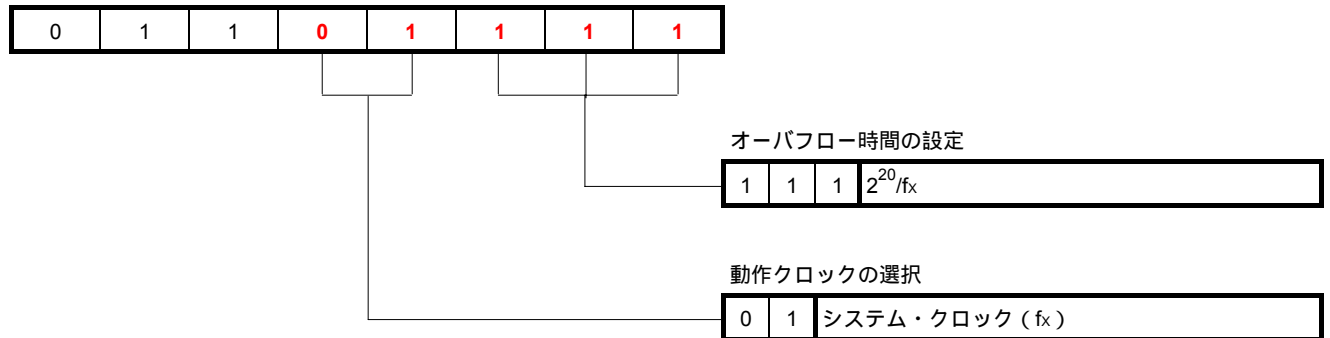 0 1 1 0 1 1 1 1
オーバフロー時間の設定
1 1 1 2^20/fx
動作クロックの選択
0 1 システム・クロック(fx)